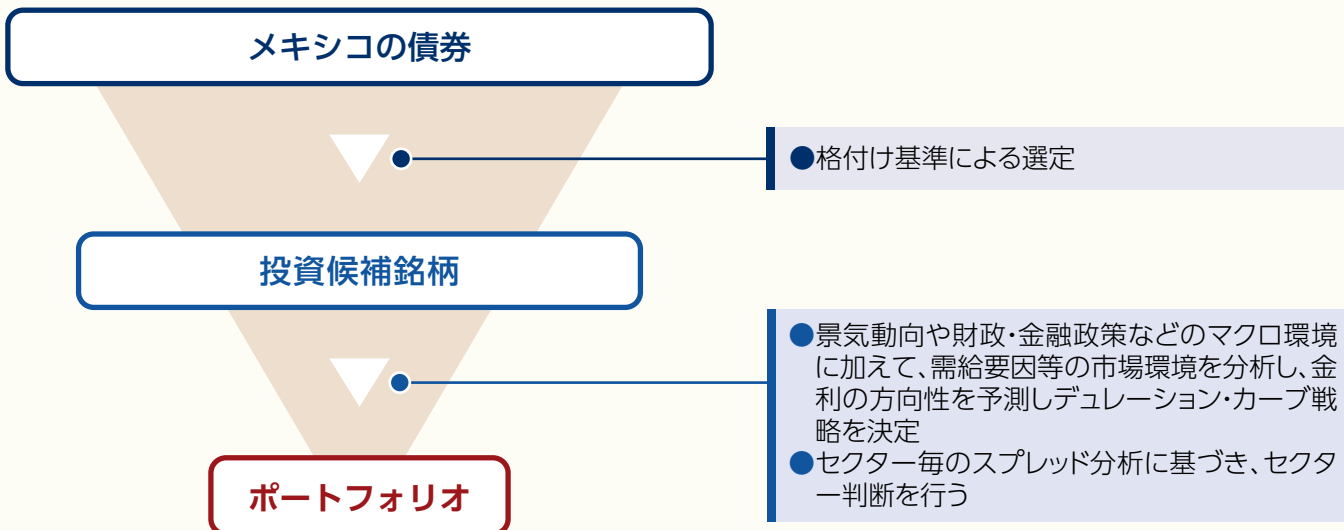 メキシコの債券
●格付け基準による選定
投資候補銘柄
●景気動向や財政・金融政策などのマクロ環境
に加えて、需給要因等の市場環境を分析し、金
利の方向性を予測しデュレーション・カーブ戦
略を決定
●セクター毎のスプレッド分析に基づき、セクタ
ー判断を行う
ポートフォリオ